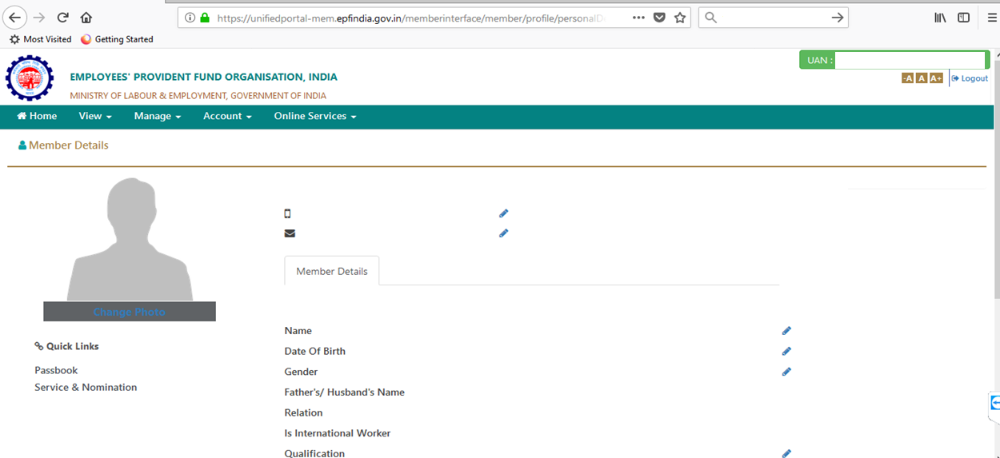 https://unifiedportal-mem.epfindia.gov.in/memberinterface/member/profile/personalD
Most Visited Getting Started
UAN :
EMPLOYEES' PROVIDENT FUND ORGANISATION, INDIA
-A A A+ Logout
MINISTRY OF LABOUR & EMPLOYMENT, GOVERNMENT OF INDIA
Home View Manage Account Online Services
Member Details
Member Details
Change Photo
Name
Date Of Birth
Quick Links
Gender
Passbook
Service & Nomination
Father's/ Husband's Name
Relation
Is International Worker
Qualification